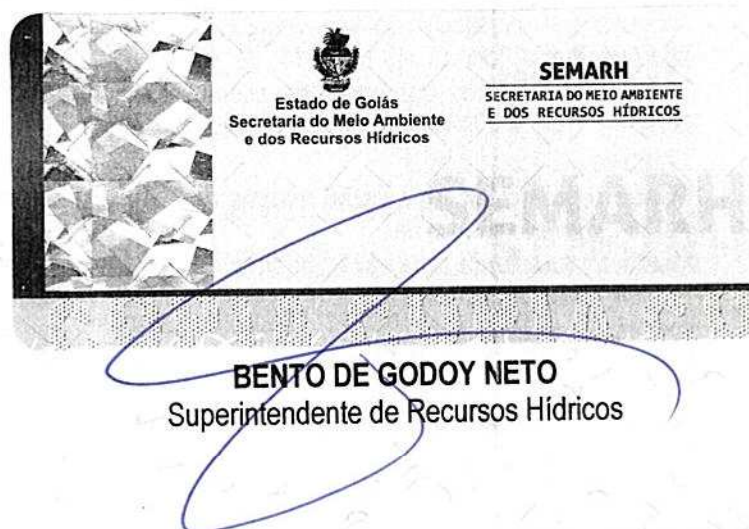 Estado de Goiás
Secretaria do Meio Ambiente
e dos Recursos Hídricos
SEMARH
SECRETARIA DO MEIO AMBIENTE
E DOS RECURSOS HÍDRICOS
SEMARH
BENTO DE GODOY NETO
Superintendente de Recursos Hídricos